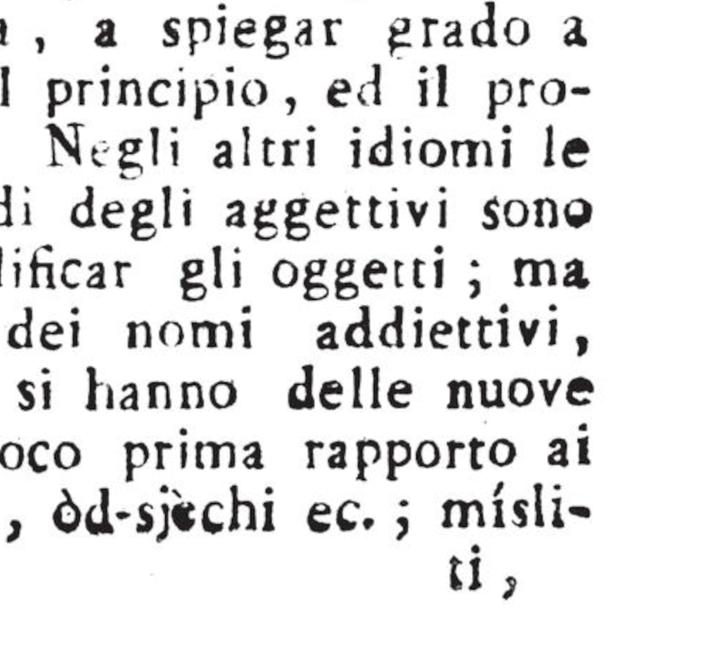 , a spiegar grado a
l principio, ed il pro-
Negli altri idiomi le
di degli aggettivi sono
lificar gli oggetti; ma
dei nomi addiettivi,
si hanno delle nuove
oco prima rapporto ai
, òd-sjèchi ec.; mísli-
ti,